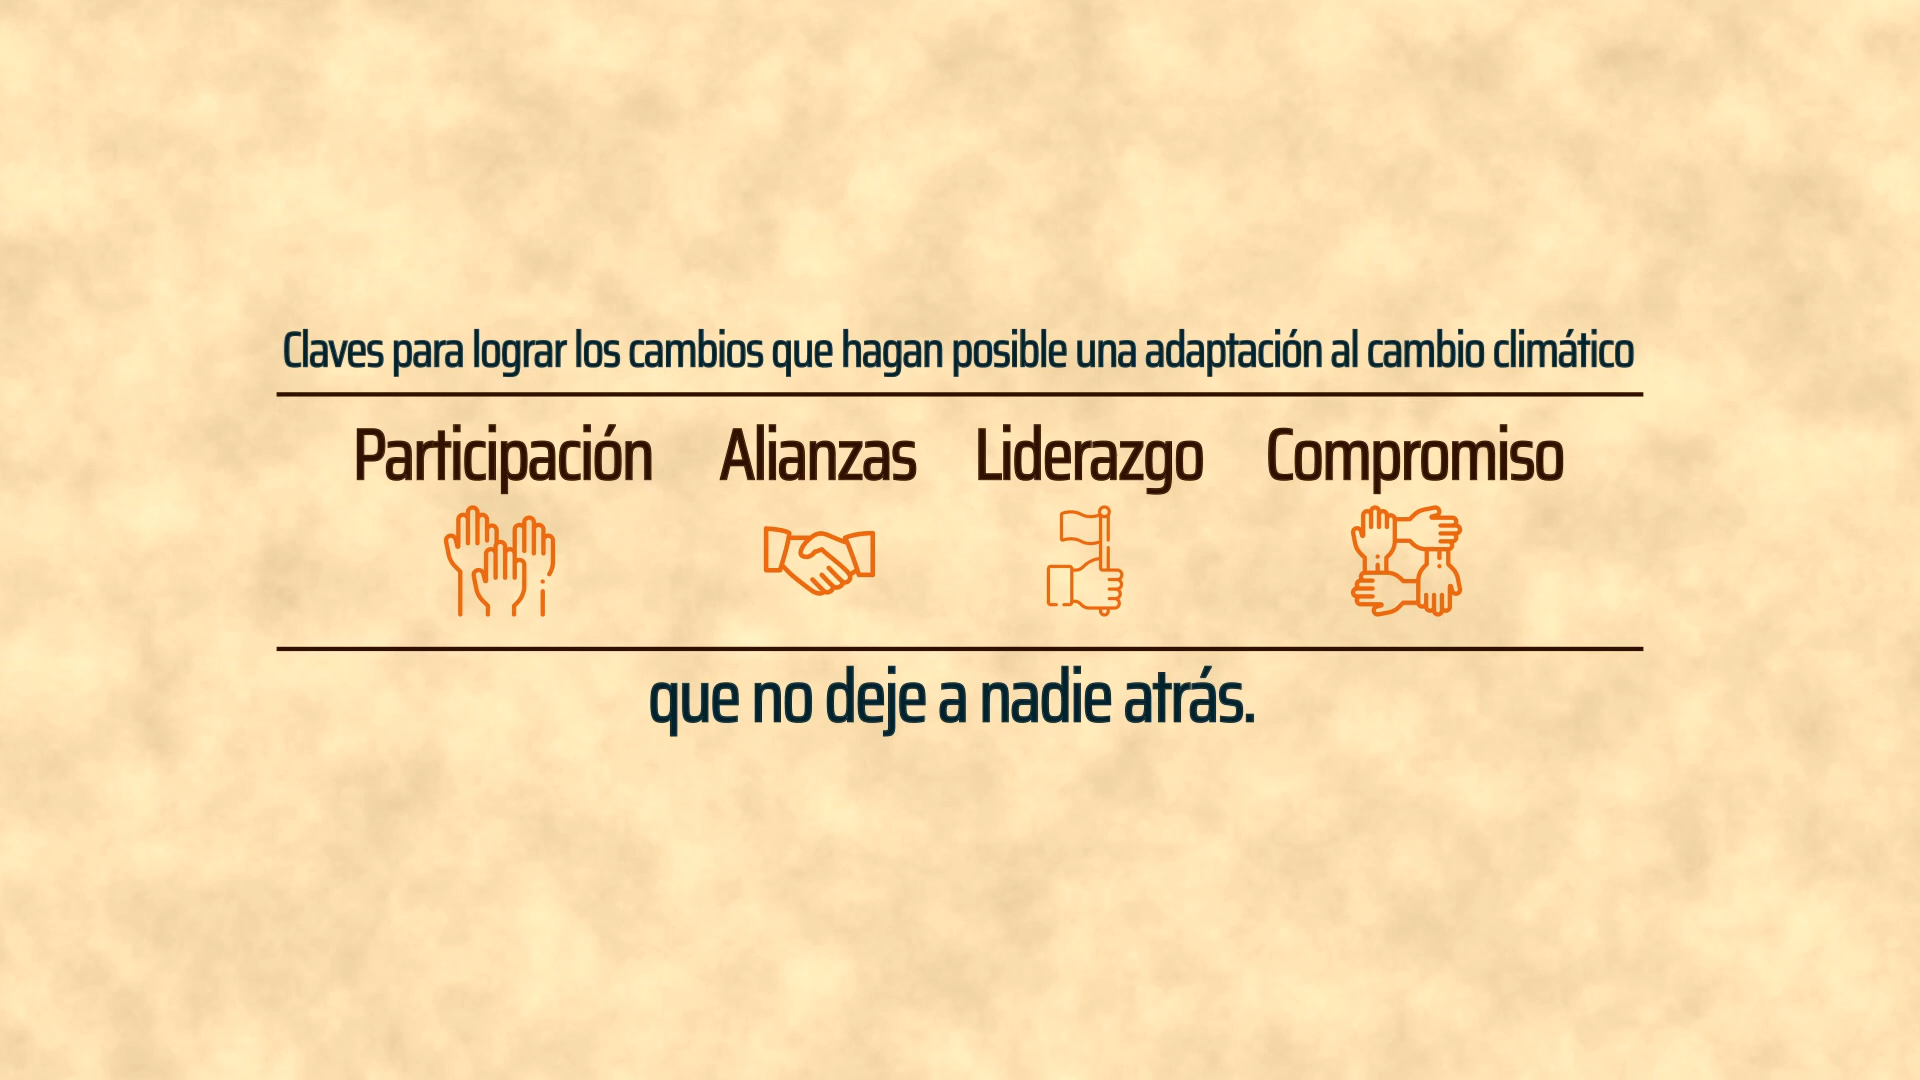 Claves para lograr los cambios que hagan posible una adaptación al cambio climático
Participación Alianzas Liderazgo Compromiso
que no deje a nadie atrás.